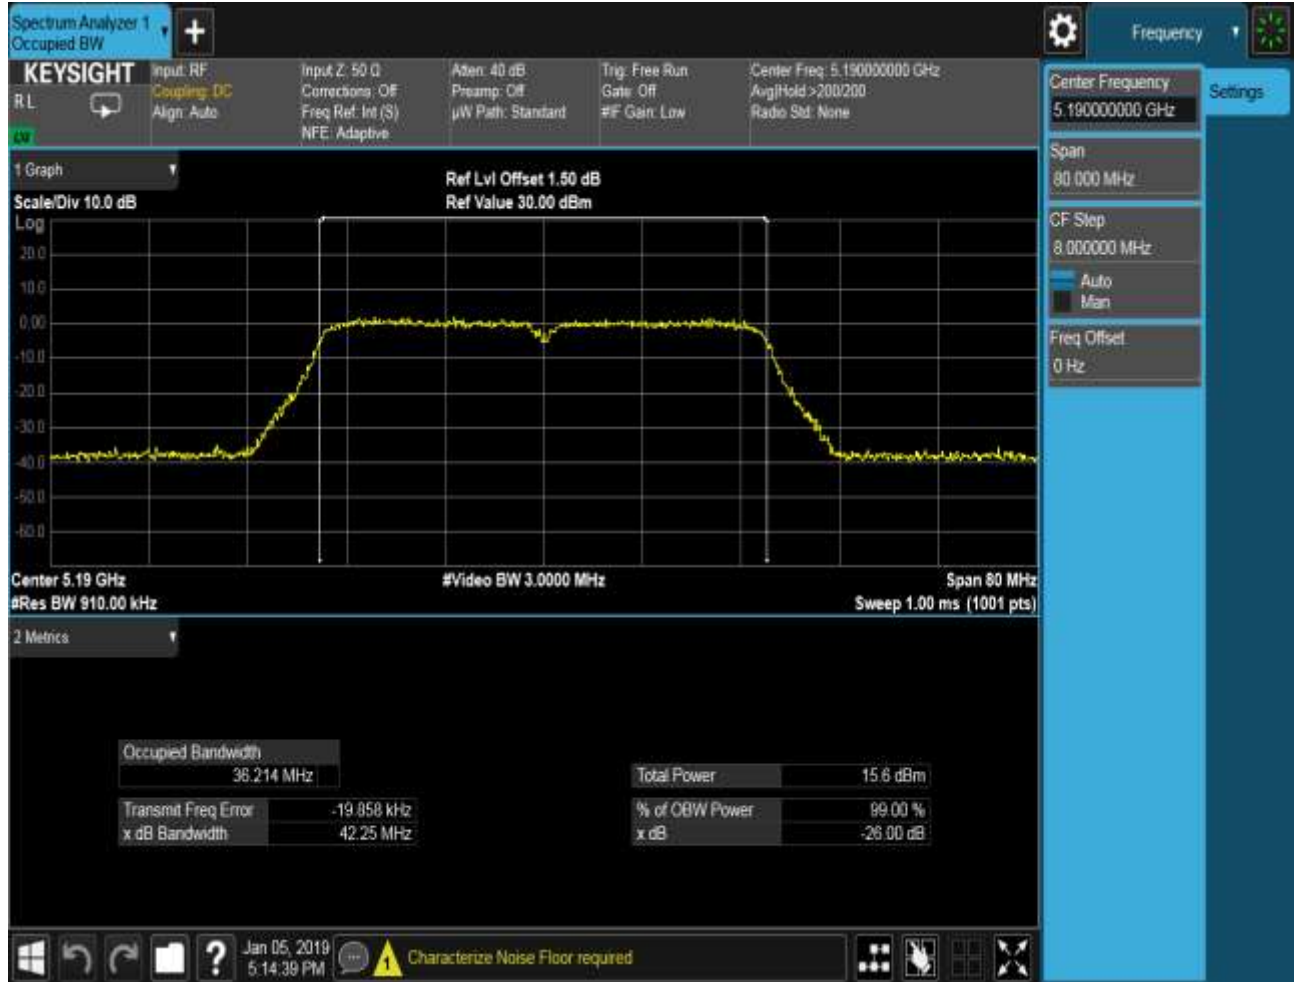 Spectrum Analyzer 1
Occupied BW
Frequency
KEYSIGHT
R L
Input: RF
Coupling: DC
Align: Auto
Input Z: 50 Ω
Corrections: Off
Freq Ref: Int (S)
NFE: Adaptive
Atten: 40 dB
Preamp: Off
µW Path: Standard
Trig: Free Run
Gate: Off
#IF Gain: Low
Center Freq: 5.190000000 GHz
Avg|Hold:>200/200
Radio Std: None
Center Frequency
5.190000000 GHz
Settings
Span
80.000 MHz
CF Step
8.000000 MHz
Auto
Man
Freq Offset
0 Hz
1 Graph
Scale/Div 10.0 dB
Ref Lvl Offset 1.50 dB
Ref Value 30.00 dBm
Log
20.0
10.0
0.00
-10.0
-20.0
-30.0
-40.0
-50.0
-60.0
Center 5.19 GHz
#Res BW 910.00 kHz
#Video BW 3.0000 MHz
Span 80 MHz
Sweep 1.00 ms (1001 pts)
2 Metrics
Occupied Bandwidth
36.214 MHz
Transmit Freq Error -19.858 kHz
x dB Bandwidth 42.25 MHz
Total Power 15.6 dBm
% of OBW Power 99.00 %
x dB -26.00 dB
Jan 05, 2019
5:14:39 PM
1
Characterize Noise Floor required